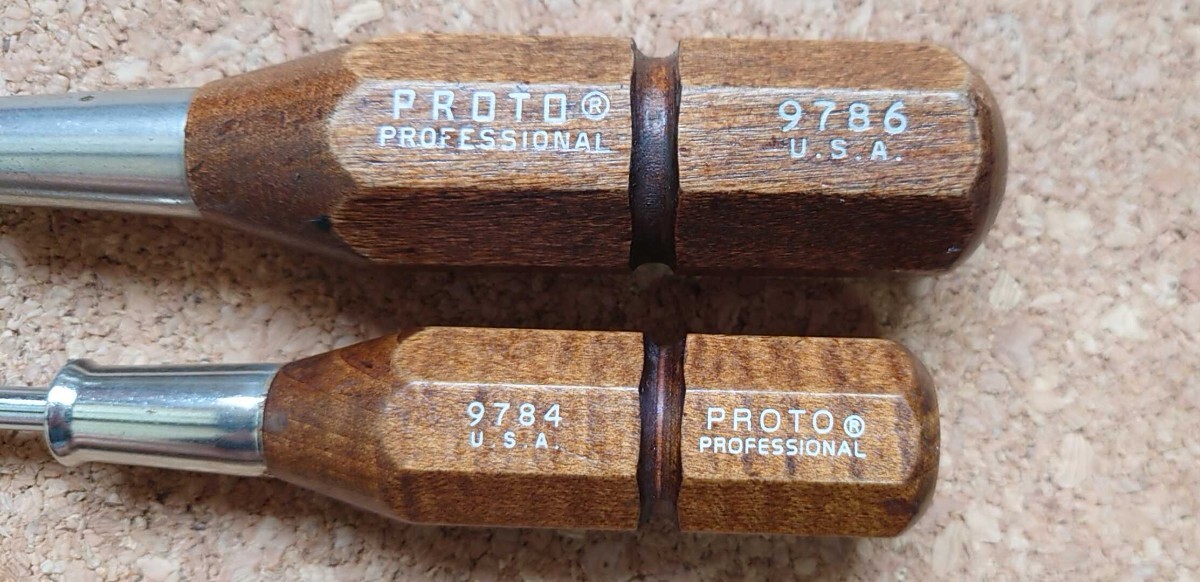 PROTO®
PROFESSIONAL
9786
U.S.A.
9784
U.S.A.
PROTO®
PROFESSIONAL